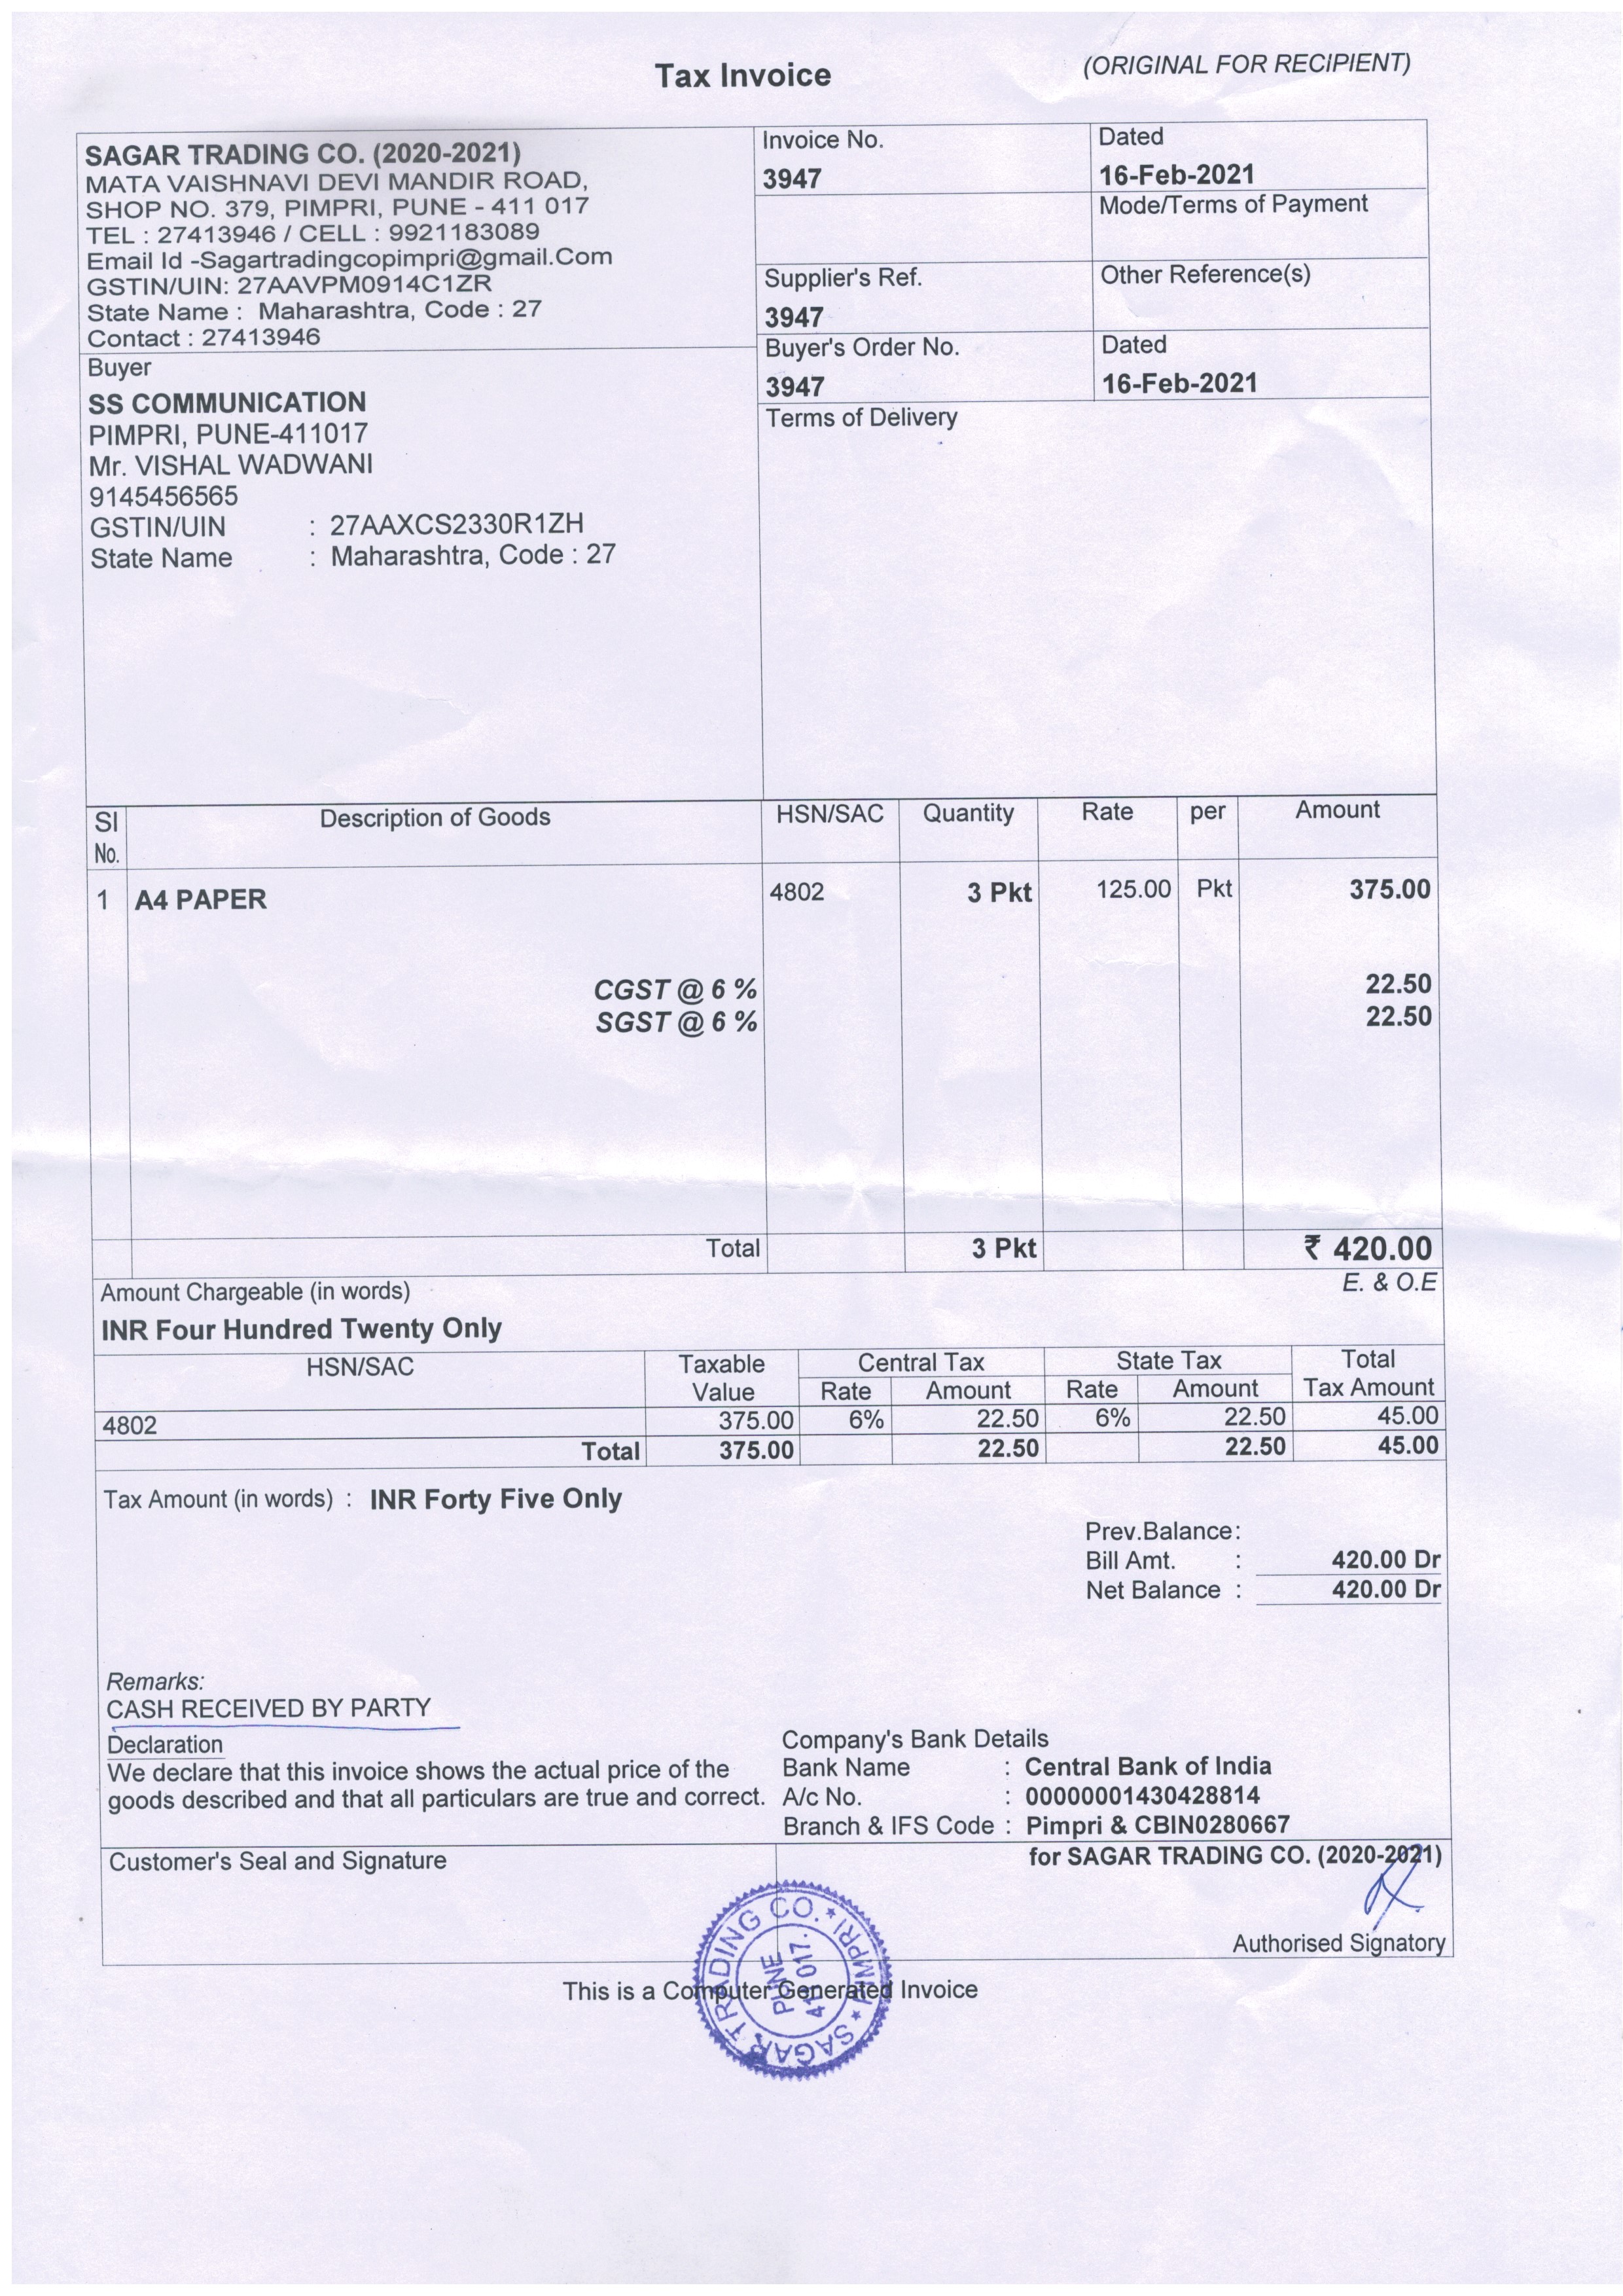 Tax Invoice
(ORIGINAL FOR RECIPIENT)
SAGAR TRADING CO. (2020-2021)
MATA VAISHNAVI DEVI MANDIR ROAD,
SHOP NO. 379, PIMPRI, PUNE - 411 017
TEL : 27413946 / CELL : 9921183089
Email Id -Sagartradingcopimpri@gmail.Com
GSTIN/UIN: 27AAVPM0914C1ZR
State Name : Maharashtra, Code : 27
Contact : 27413946
Invoice No.
3947
Dated
16-Feb-2021
Mode/Terms of Payment
Supplier's Ref.
3947
Other Reference(s)
Buyer's Order No.
3947
Dated
16-Feb-2021
Terms of Delivery
Buyer
SS COMMUNICATION
PIMPRI, PUNE-411017
Mr. VISHAL WADWANI
9145456565
GSTIN/UIN : 27AAXCS2330R1ZH
State Name : Maharashtra, Code : 27
SI No. Description of Goods HSN/SAC Quantity Rate per Amount
1 A4 PAPER 4802 3 Pkt 125.00 Pkt 375.00
CGST @ 6 % 22.50
SGST @ 6 % 22.50
Total 3 Pkt ₹ 420.00
Amount Chargeable (in words) E. & O.E
INR Four Hundred Twenty Only
HSN/SAC Taxable Value Central Tax State Tax Total Tax Amount
Rate Amount Rate Amount
4802 375.00 6% 22.50 6% 22.50 45.00
Total 375.00 22.50 22.50 45.00
Tax Amount (in words) : INR Forty Five Only
Prev.Balance:
Bill Amt. : 420.00 Dr
Net Balance : 420.00 Dr
Remarks:
CASH RECEIVED BY PARTY
Declaration
We declare that this invoice shows the actual price of the
goods described and that all particulars are true and correct.
Company's Bank Details
Bank Name : Central Bank of India
A/c No. : 00000001430428814
Branch & IFS Code : Pimpri & CBIN0280667
Customer's Seal and Signature
for SAGAR TRADING CO. (2020-2021)
Authorised Signatory
SAGAR TRADING CO. * PIMPRI *
PUNE
411 017.
This is a Computer Generated Invoice